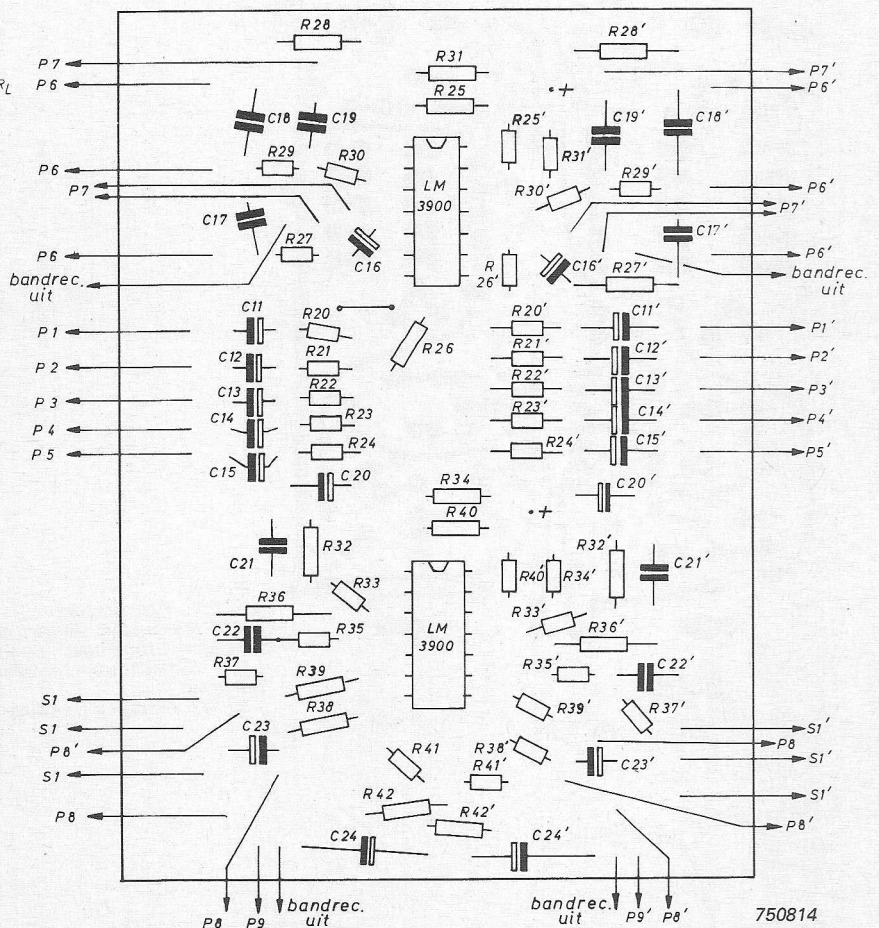 R28
R28'
P7
R31
P7'
RL P6
P6'
R25
+
C18
C19
R25'
C19'
C18'
R31'
R29
R30
LM
3900
R30'
R29'
P6
P6'
P7
P7'
C17
C17'
R27
C16
R
26'
C16'
R27'
P6
P6'
bandrec.
uit
bandrec.
uit
C11
R20
R20'
C11'
P1
P1'
R26
C12
R21
R21'
C12'
P2
P2'
C13
R22
R22'
C13'
P3
P3'
C14
R23
R23'
C14'
P4
P4'
C15
R24
R24'
C15'
P5
P5'
C20
R34
C20'
R40
+
C21
R32
R32'
C21'
R33
R40'
R34'
R36
LM
3900
R33'
R36'
C22
R35
R37
R35'
C22'
R39
S1
R38
R39'
R37'
S1
C23
S1'
P8'
R41
R38'
P8
S1
R41'
C23'
S1'
S1'
R42
P8
R42'
P8'
C24
C24'
P8
P9
bandrec.
uit
bandrec.
uit
P9'
P8'
750814